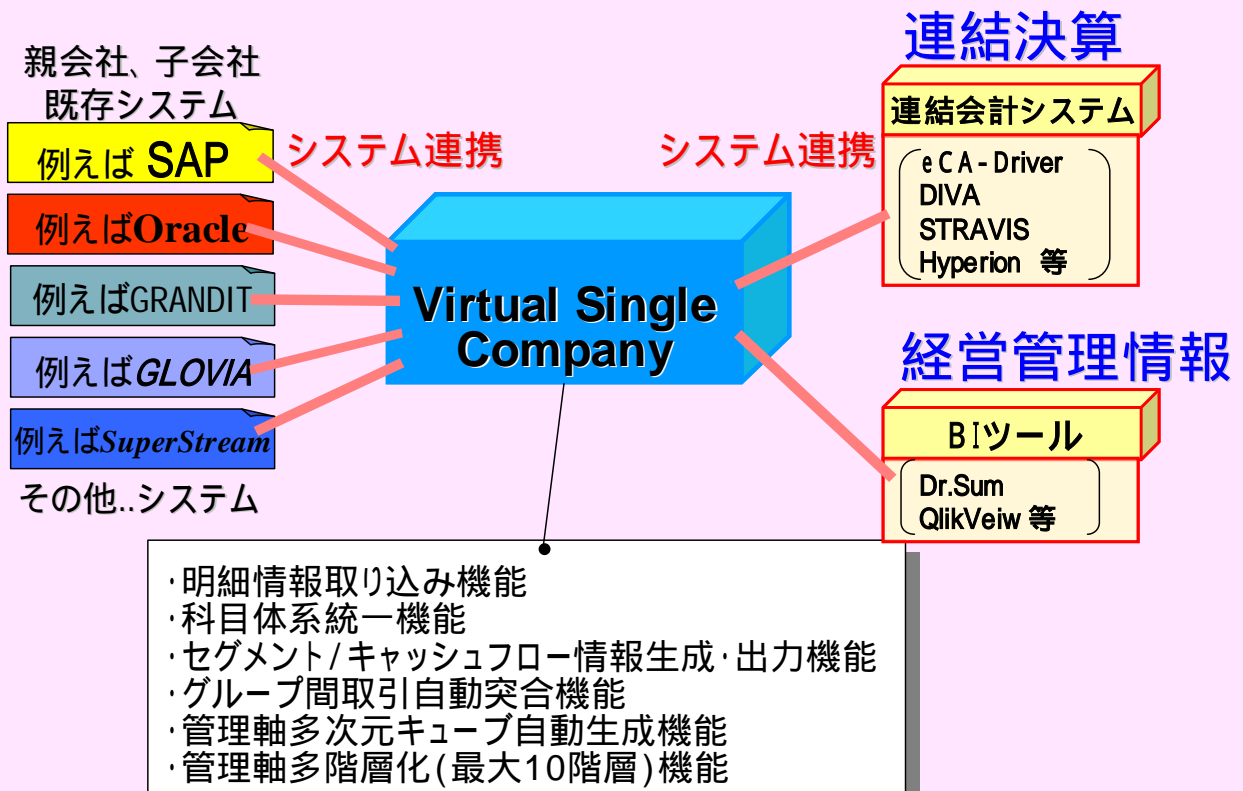 親会社、子会社
既存システム
例えば SAP
例えばOracle
例えばGRANDIT
例えばGLOVIA
例えばSuperStream
その他..システム
システム連携
システム連携
Virtual Single
Company
連結決算
連結会計システム
eCA-Driver
DIVA
STRAVIS
Hyperion 等
経営管理情報
BIツール
Dr.Sum
QlikVeiw 等
・明細情報取り込み機能
・科目体系統一機能
・セグメント/キャッシュフロー情報生成・出力機能
・グループ間取引自動突合機能
・管理軸多次元キューブ自動生成機能
・管理軸多階層化(最大10階層)機能